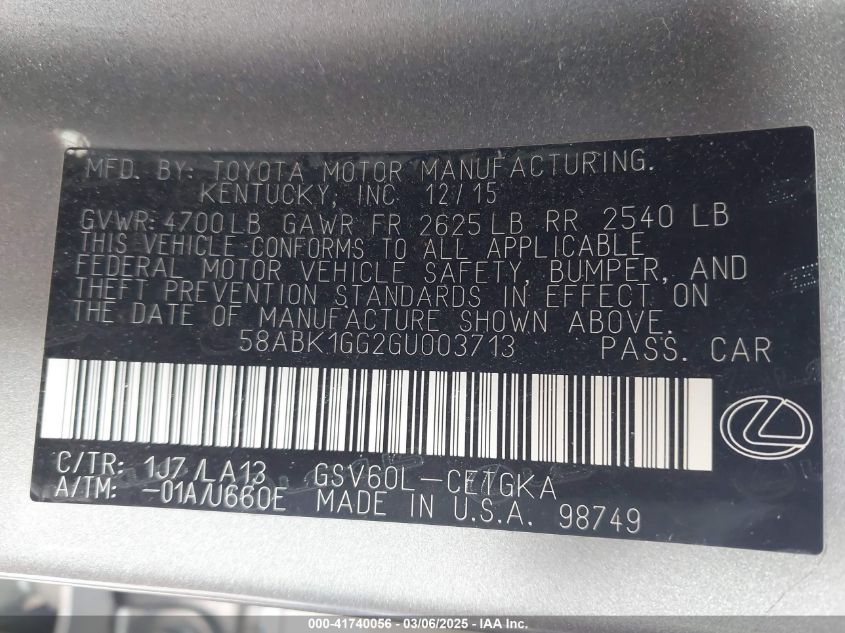 MFD. BY: TOYOTA MOTOR MANUFACTURING.
KENTUCKY, INC 12/15
GVWR: 4700LB GAWR FR 2625LB RR 2540 LB
THIS VEHICLE CONFORMS TO ALL APPLICABLE
FEDERAL MOTOR VEHICLE SAFETY, BUMPER, AND
THEFT PREVENTION STANDARDS IN EFFECT ON
THE DATE OF MANUFACTURE SHOWN ABOVE.
58ABK1GG2GU003713 PASS. CAR
C/TR: 1J7 /LA13 GSV60L-CETGKA
A/TM: -01A/U660E MADE IN U.S.A. 98749
000-41740056 — 03/06/2025 — IAA Inc.